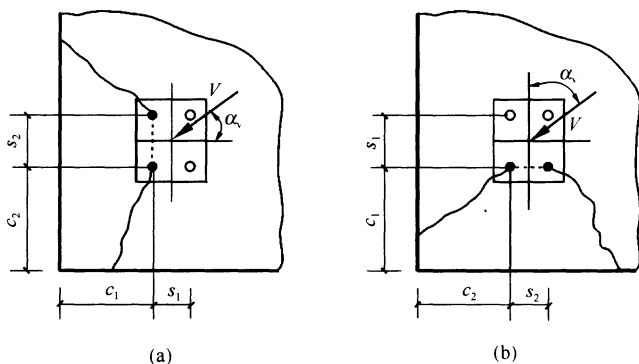 V
αᵥ
s₂
c₂
c₁
s₁
(a)
αᵥ
V
s₁
c₁
c₂
s₂
(b)